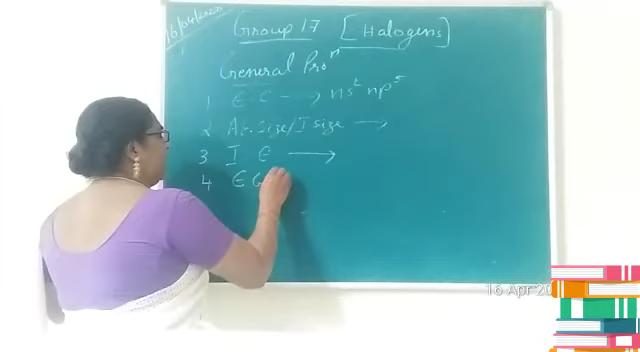 16/04/2020
Group 17 [Halogens]
General Proⁿ
1 E.C → ns² np⁵
2 At. Size/I size →
3 I E →
4 E G
16 Apr 20